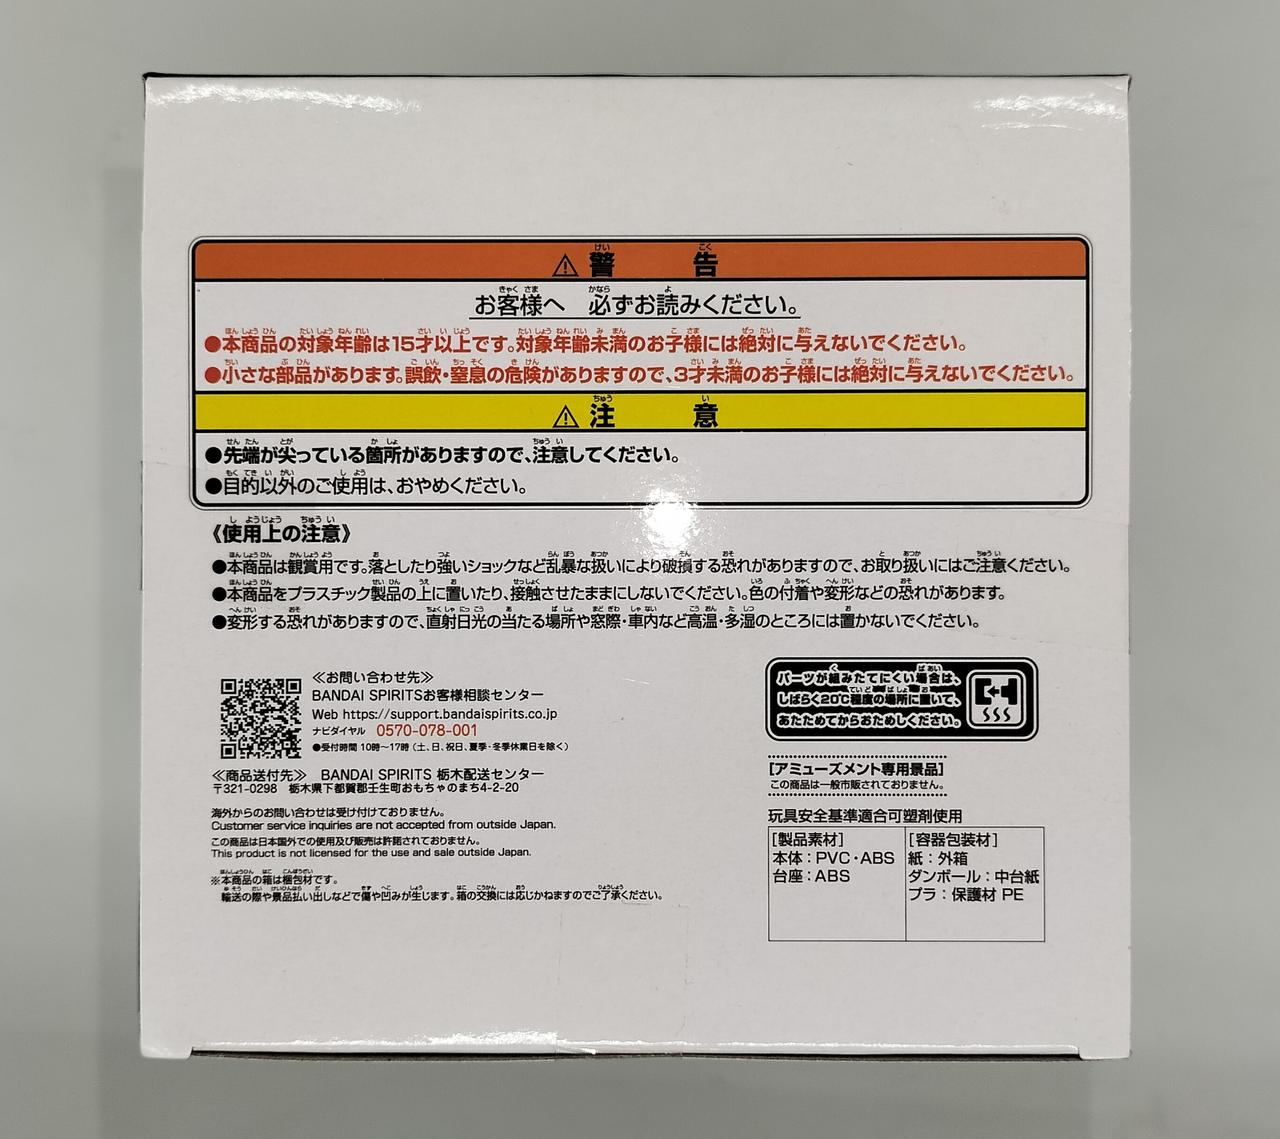 ⚠警告
お客様へ 必ずお読みください。
●本商品の対象年齢は15才以上です。対象年齢未満のお子様には絶対に与えないでください。
●小さな部品があります。誤飲・窒息の危険がありますので、3才未満のお子様には絶対に与えないでください。
⚠注意
●先端が尖っている箇所がありますので、注意してください。
●目的以外のご使用は、おやめください。
《使用上の注意》
●本商品は観賞用です。落としたり強いショックなど乱暴な扱いにより破損する恐れがありますので、お取り扱いにはご注意ください。
●本商品をプラスチック製品の上に置いたり、接触させたままにしないでください。色の付着や変形などの恐れがあります。
●変形する恐れがありますので、直射日光の当たる場所や窓際・車内など高温・多湿のところには置かないでください。
≪お問い合わせ先≫
BANDAI SPIRITSお客様相談センター
Web https://support.bandaispirits.co.jp
ナビダイヤル 0570-078-001
●受付時間 10時〜17時（土、日、祝日、夏季・冬季休業日を除く）
≪商品送付先≫ BANDAI SPIRITS 栃木配送センター
〒321-0298 栃木県下都賀郡壬生町おもちゃのまち4-2-20
海外からのお問い合わせは受け付けておりません。
Customer service inquiries are not accepted from outside Japan.
この商品は日本国外での使用及び販売は許諾されておりません。
This product is not licensed for the use and sale outside Japan.
※本商品の箱は梱包材です。
輸送の際や景品払い出しなどで傷や凹みが生じます。箱の交換には応じかねますのでご了承ください。
パーツが組みたてにくい場合は、
しばらく20℃程度の場所に置いて、
あたためてからおためしください。
[アミューズメント専用景品]
この商品は一般市販されておりません。
玩具安全基準適合可塑剤使用
[製品素材]
本体：PVC・ABS
台座：ABS
[容器包装材]
紙：外箱
ダンボール：中台紙
プラ：保護材 PE